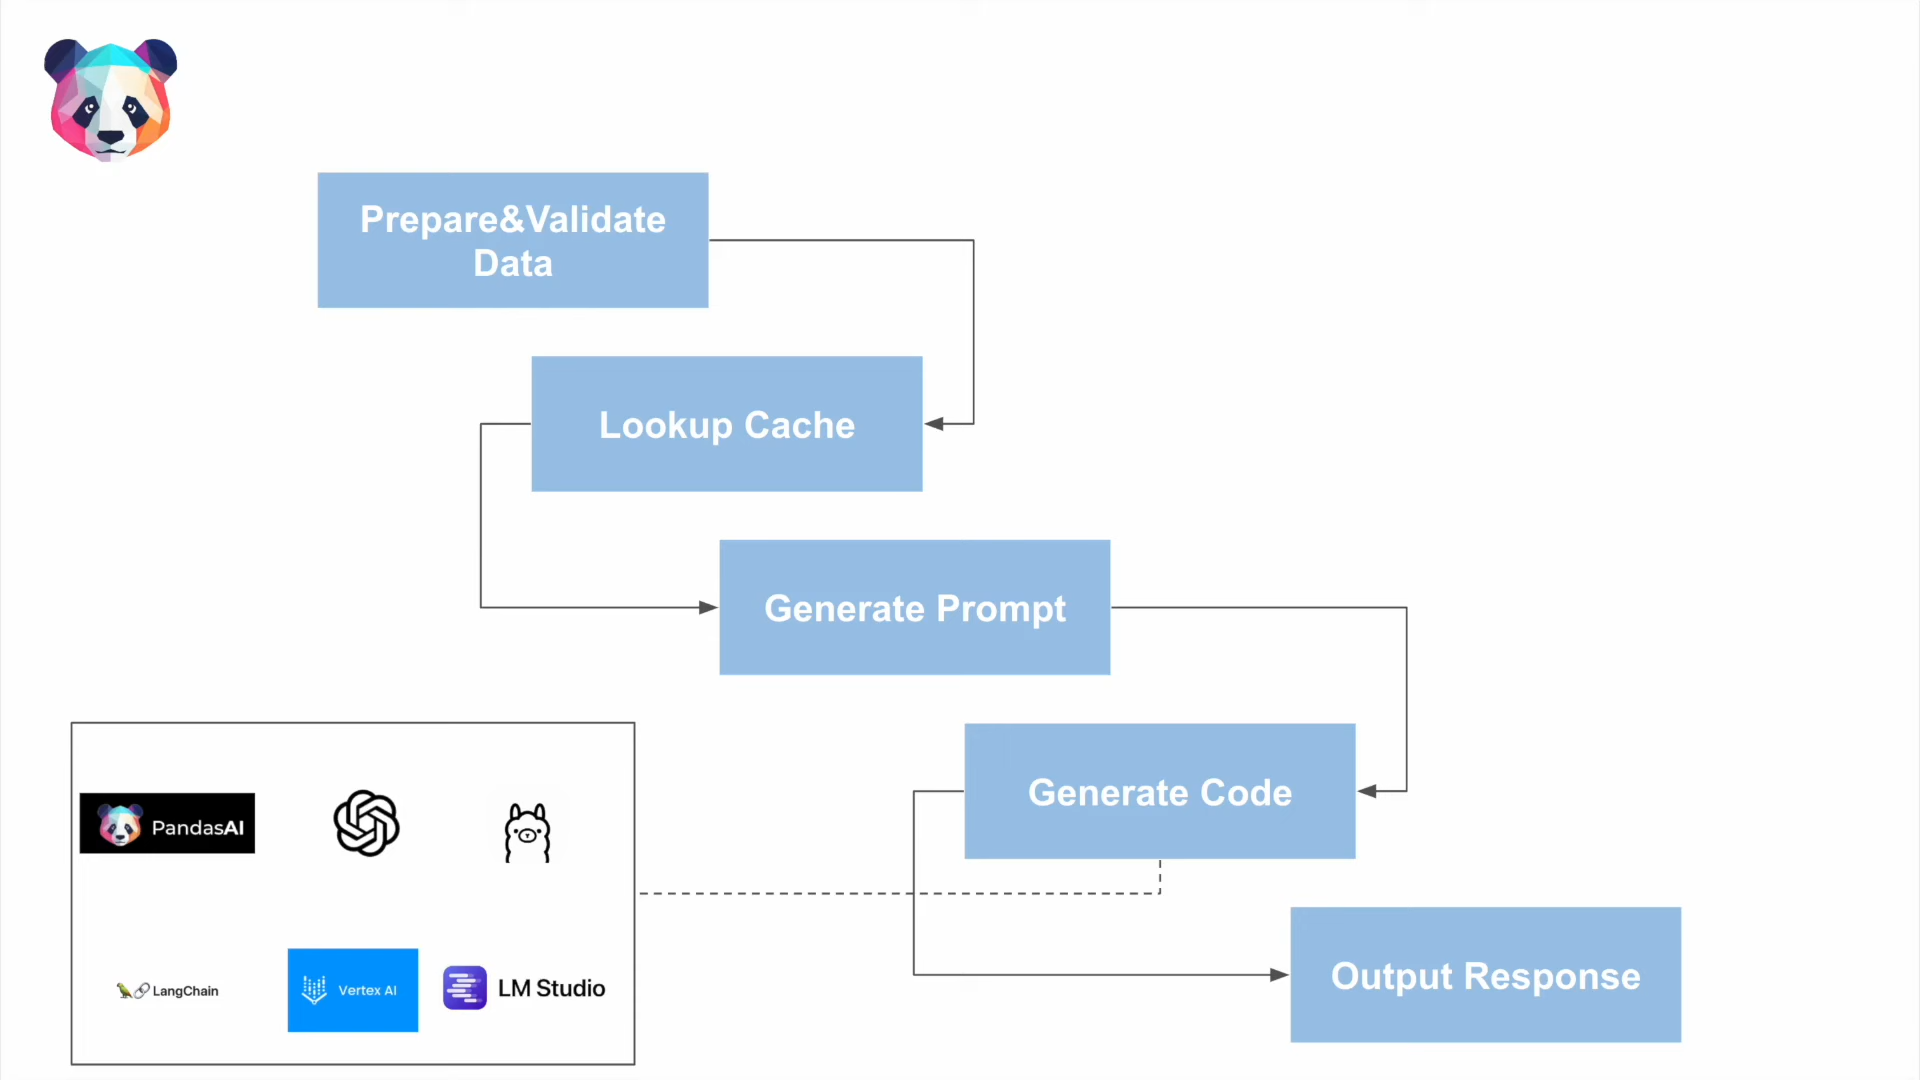 Prepare&Validate
Data
Lookup Cache
Generate Prompt
Generate Code
Output Response
PandasAI
LangChain
Vertex AI
LM Studio